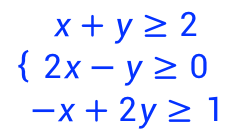 x + y ≥ 2
{ 2x − y ≥ 0
−x + 2y ≥ 1